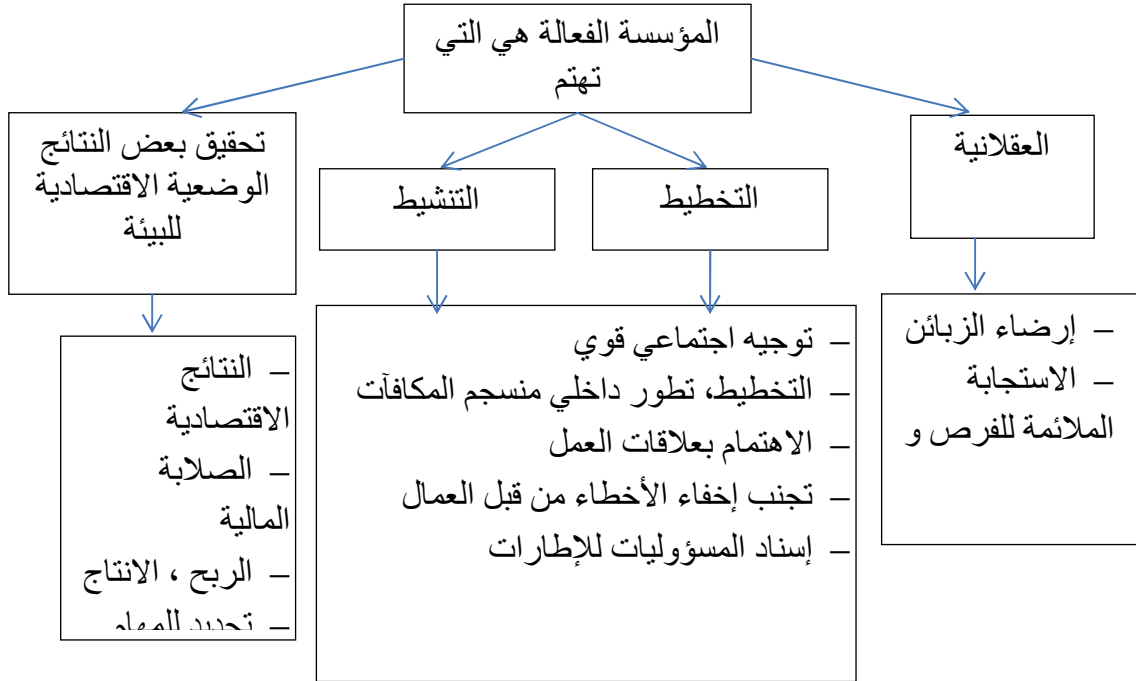 المؤسسة الفعالة هي التي
تهتم
العقلانية
التخطيط
التنشيط
تحقيق بعض النتائج
الوضعية الاقتصادية
للبيئة
– إرضاء الزبائن
– الاستجابة
الملائمة للفرص و
– توجيه اجتماعي قوي
– التخطيط، تطور داخلي منسجم المكافآت
– الاهتمام بعلاقات العمل
– تجنب إخفاء الأخطاء من قبل العمال
– إسناد المسؤوليات للإطارات
– النتائج
الاقتصادية
– الصلابة
المالية
– الربح ، الانتاج
– تحديد للمهام